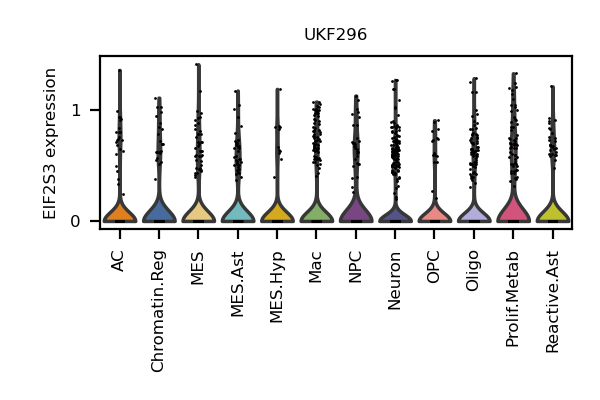 UKF296
EIF2S3 expression
1
0
AC
Chromatin.Reg
MES
MES.Ast
MES.Hyp
Mac
NPC
Neuron
OPC
Oligo
Prolif.Metab
Reactive.Ast